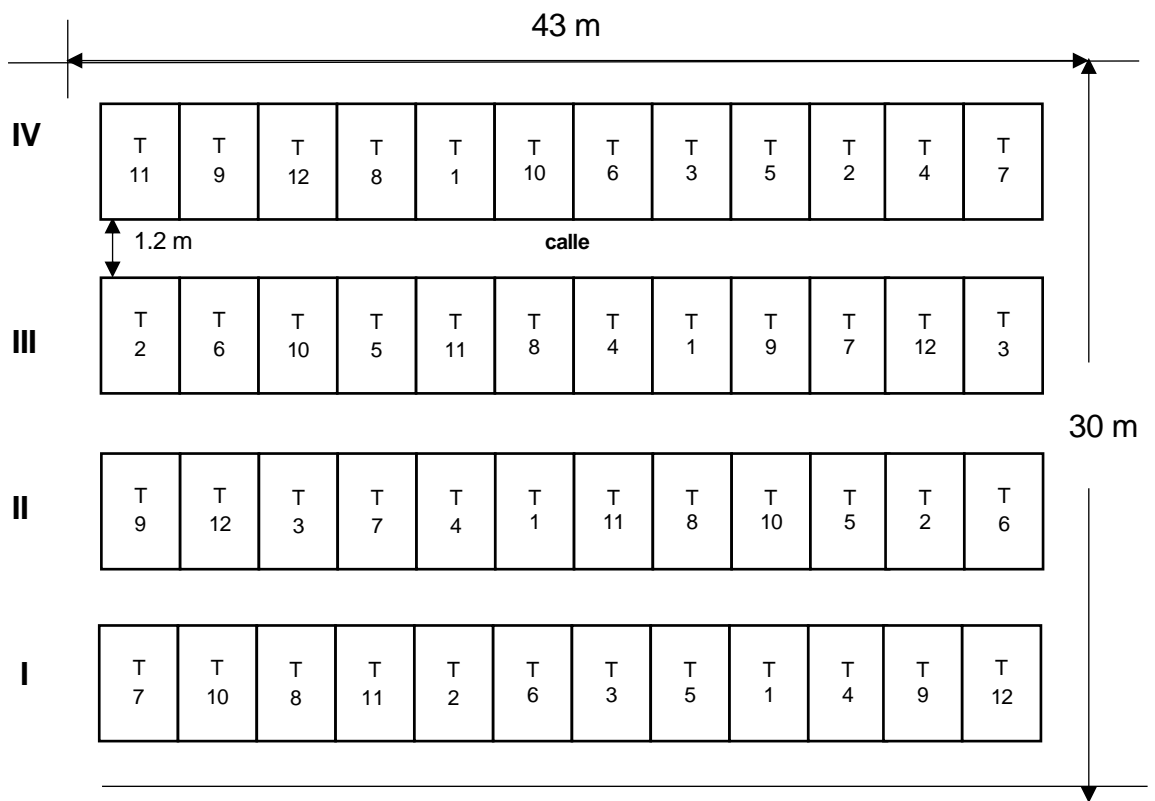 43 m
IV
T T T T T T T T T T T T
11 9 12 8 1 10 6 3 5 2 4 7
1.2 m calle
III
T T T T T T T T T T T T
2 6 10 5 11 8 4 1 9 7 12 3
30 m
II
T T T T T T T T T T T T
9 12 3 7 4 1 11 8 10 5 2 6
I
T T T T T T T T T T T T
7 10 8 11 2 6 3 5 1 4 9 12